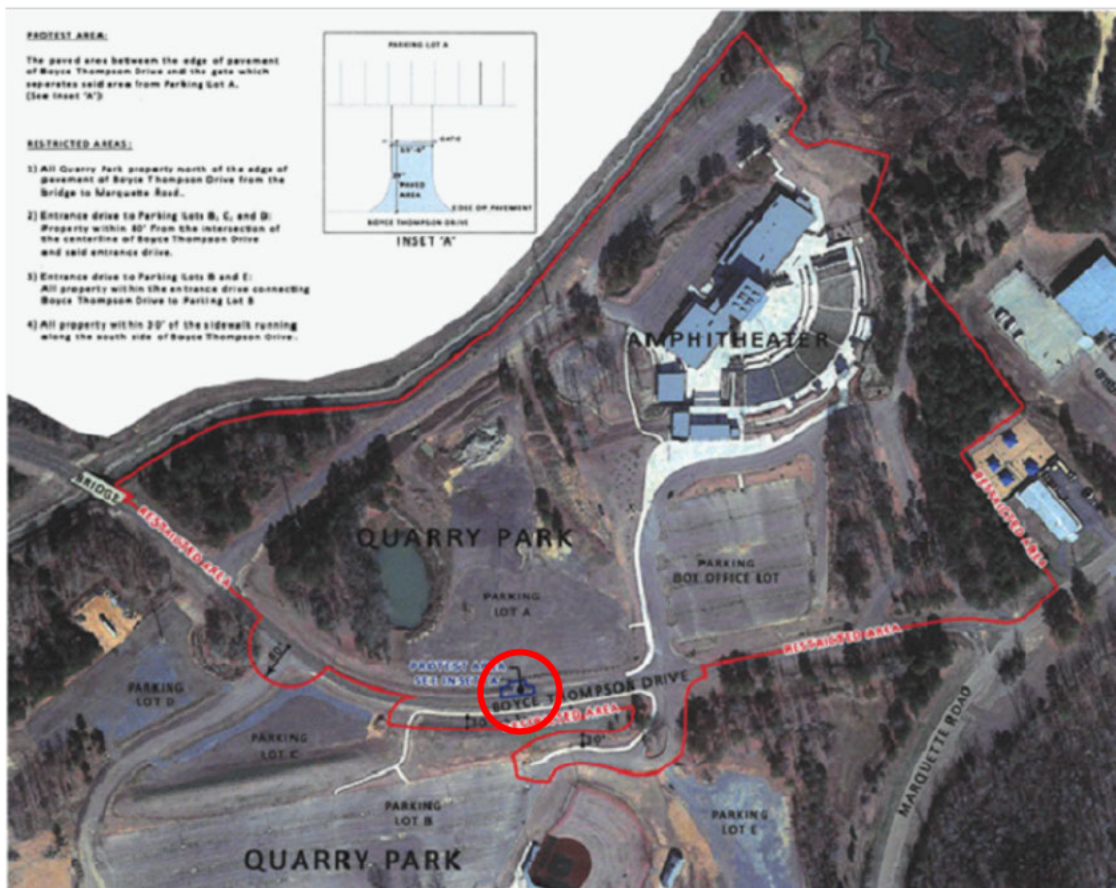 PROTEST AREA:
The paved area between the edge of pavement
of Boyce Thompson Drive and the gate which
separates said area from Parking Lot A.
(See Inset "A")
RESTRICTED AREAS:
1) All Quarry Park property north of the edge of
pavement of Boyce Thompson Drive from the
Bridge to Marquette Road.
2) Entrance drive to Parking Lots B, C, and D:
Property within 80' from the intersection of
the centerline of Boyce Thompson Drive
and said entrance drive.
3) Entrance drive to Parking Lots B and E:
All property within the entrance drive connecting
Boyce Thompson Drive to Parking Lot B
4) All property within 30' of the sidewalk running
along the south side of Boyce Thompson Drive.
PARKING LOT A
GATE
PAVED
AREA
EDGE OF PAVEMENT
BOYCE THOMPSON DRIVE
INSET "A"
AMPHITHEATER
BRIDGE
RESTRICTED AREA
RESTRICTED AREA
QUARRY PARK
PARKING
BOX OFFICE LOT
PARKING
LOT A
RESTRICTED AREA
80'
PROTEST AREA
SEE INSET "A"
BOYCE THOMPSON DRIVE
PARKING
LOT D
RESTRICTED AREA
30'
PARKING
LOT C
MARQUETTE ROAD
PARKING
LOT B
PARKING
LOT E
QUARRY PARK